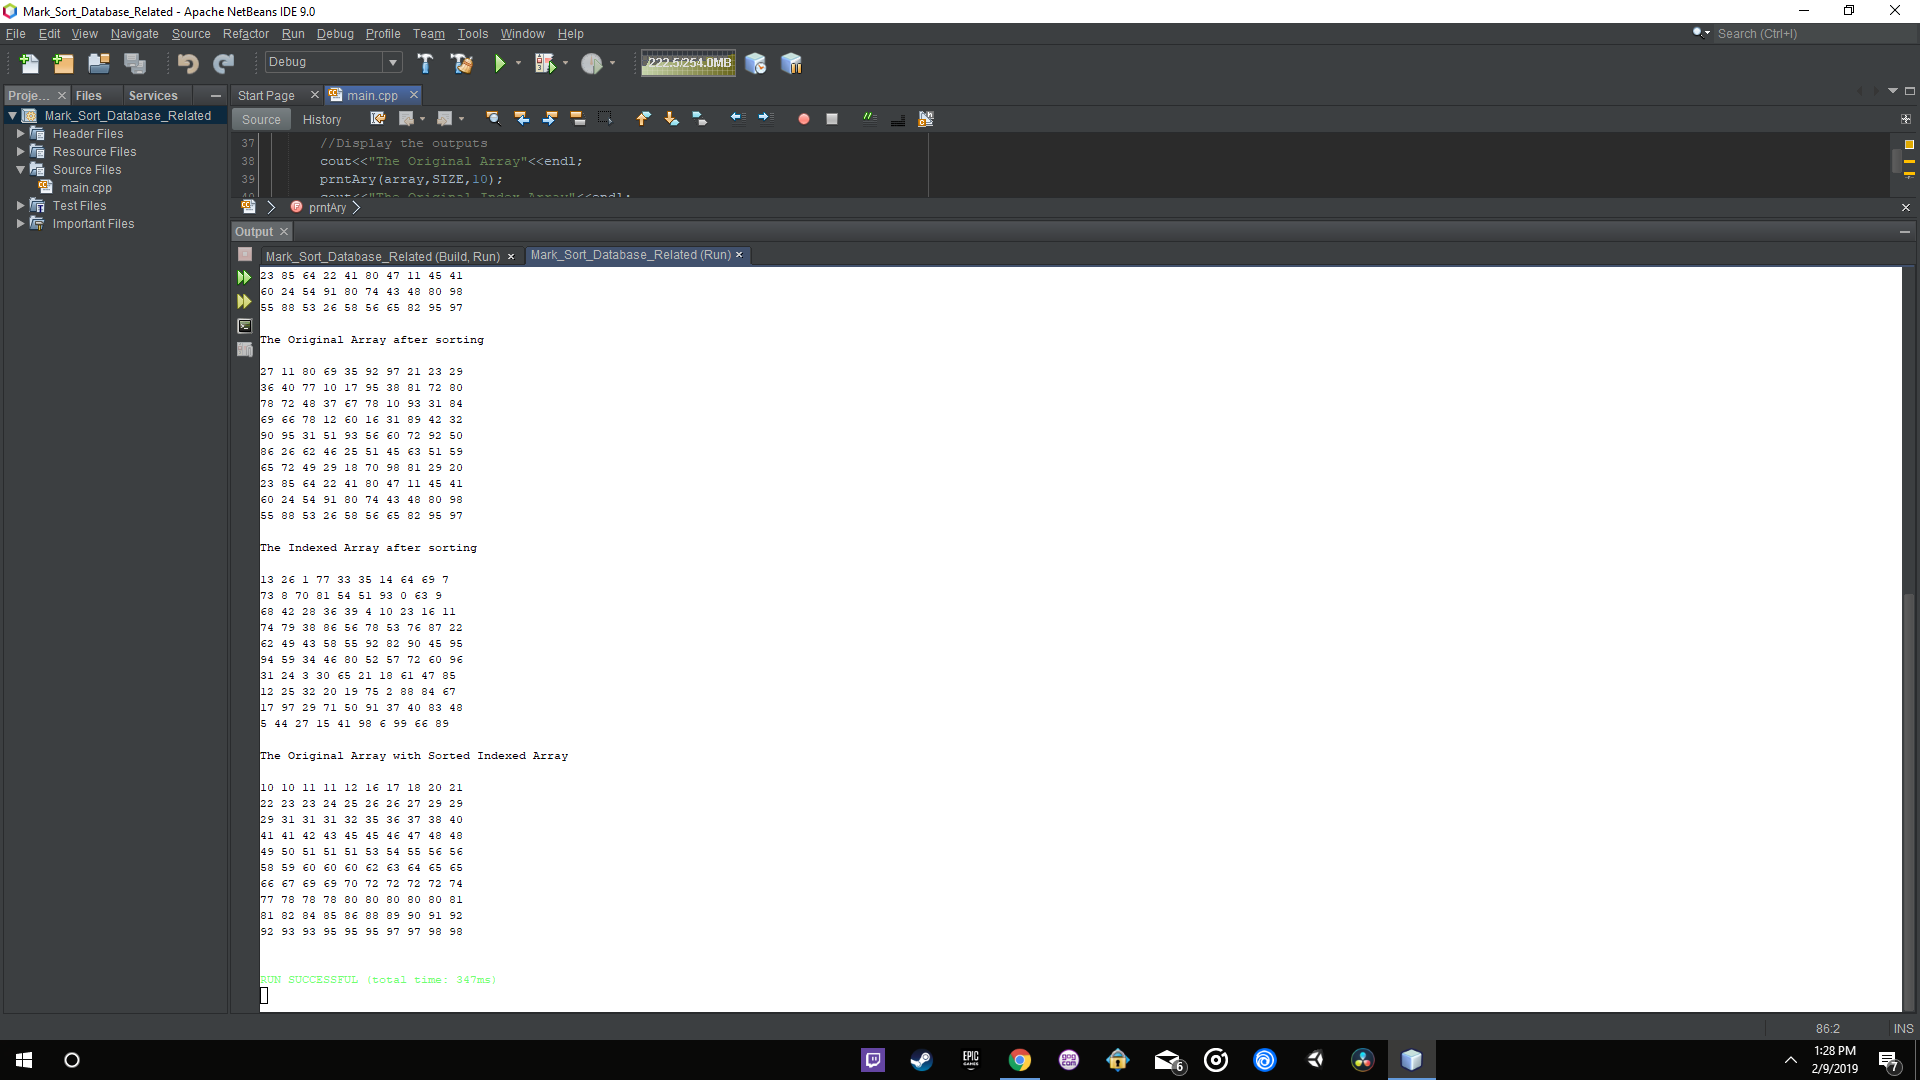 Mark_Sort_Database_Related - Apache NetBeans IDE 9.0
File Edit View Navigate Source Refactor Run Debug Profile Team Tools Window Help
Search (Ctrl+I)
Debug
222.5/254.0MB
Proje... Files Services
Start Page main.cpp
Mark_Sort_Database_Related
Header Files
Resource Files
Source Files
main.cpp
Test Files
Important Files
Source History
37 //Display the outputs
38 cout<<"The Original Array"<<endl;
39 prntAry(array,SIZE,10);
40 cout<<"The Original Index Array"<<endl;
prntAry
Output
Mark_Sort_Database_Related (Build, Run) Mark_Sort_Database_Related (Run)
23 85 64 22 41 80 47 11 45 41
60 24 54 91 80 74 43 48 80 98
55 88 53 26 58 56 65 82 95 97
The Original Array after sorting
27 11 80 69 35 92 97 21 23 29
36 40 77 10 17 95 38 81 72 80
78 72 48 37 67 78 10 93 31 84
69 66 78 12 60 16 31 89 42 32
90 95 31 51 93 56 60 72 92 50
86 26 62 46 25 51 45 63 51 59
65 72 49 29 18 70 98 81 29 20
23 85 64 22 41 80 47 11 45 41
60 24 54 91 80 74 43 48 80 98
55 88 53 26 58 56 65 82 95 97
The Indexed Array after sorting
13 26 1 77 33 35 14 64 69 7
73 8 70 81 54 51 93 0 63 9
68 42 28 36 39 4 10 23 16 11
74 79 38 86 56 78 53 76 87 22
62 49 43 58 55 92 82 90 45 95
94 59 34 46 80 52 57 72 60 96
31 24 3 30 65 21 18 61 47 85
12 25 32 20 19 75 2 88 84 67
17 97 29 71 50 91 37 40 83 48
5 44 27 15 41 98 6 99 66 89
The Original Array with Sorted Indexed Array
10 10 11 11 12 16 17 18 20 21
22 23 23 24 25 26 26 27 29 29
29 31 31 31 32 35 36 37 38 40
41 41 42 43 45 45 46 47 48 48
49 50 51 51 51 53 54 55 56 56
58 59 60 60 60 62 63 64 65 65
66 67 69 69 70 72 72 72 72 74
77 78 78 78 80 80 80 80 80 81
81 82 84 85 86 88 89 90 91 92
92 93 93 95 95 95 97 97 98 98
RUN SUCCESSFUL (total time: 347ms)
86:2 INS
EPIC GAMES
gog.com
6
1:28 PM
2/9/2019
7